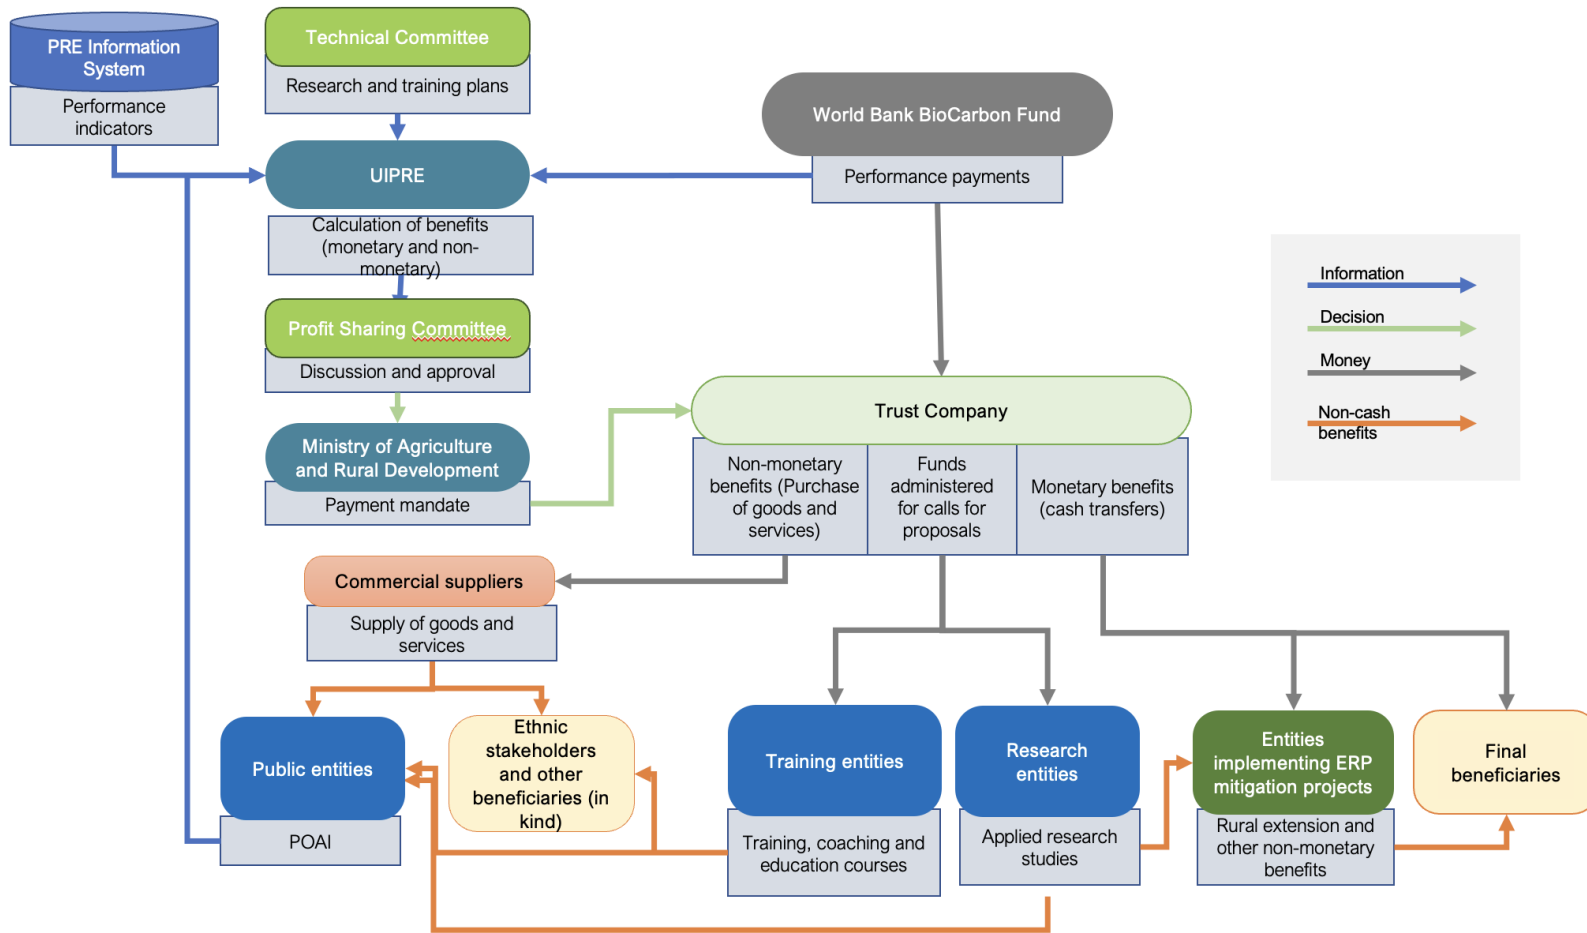 PRE Information
System
Performance
indicators
Technical Committee
Research and training plans
World Bank BioCarbon Fund
Performance payments
UIPRE
Calculation of benefits
(monetary and non-
monetary)
Profit Sharing Committee
Discussion and approval
Ministry of Agriculture
and Rural Development
Payment mandate
Information
Decision
Money
Non-cash
benefits
Trust Company
Non-monetary
benefits (Purchase
of goods and
services)
Funds
administered
for calls for
proposals
Monetary benefits
(cash transfers)
Commercial suppliers
Supply of goods and
services
Public entities
POAI
Ethnic
stakeholders
and other
beneficiaries (in
kind)
Training entities
Training, coaching and
education courses
Research
entities
Applied research
studies
Entities
implementing ERP
mitigation projects
Rural extension and
other non-monetary
benefits
Final
beneficiaries